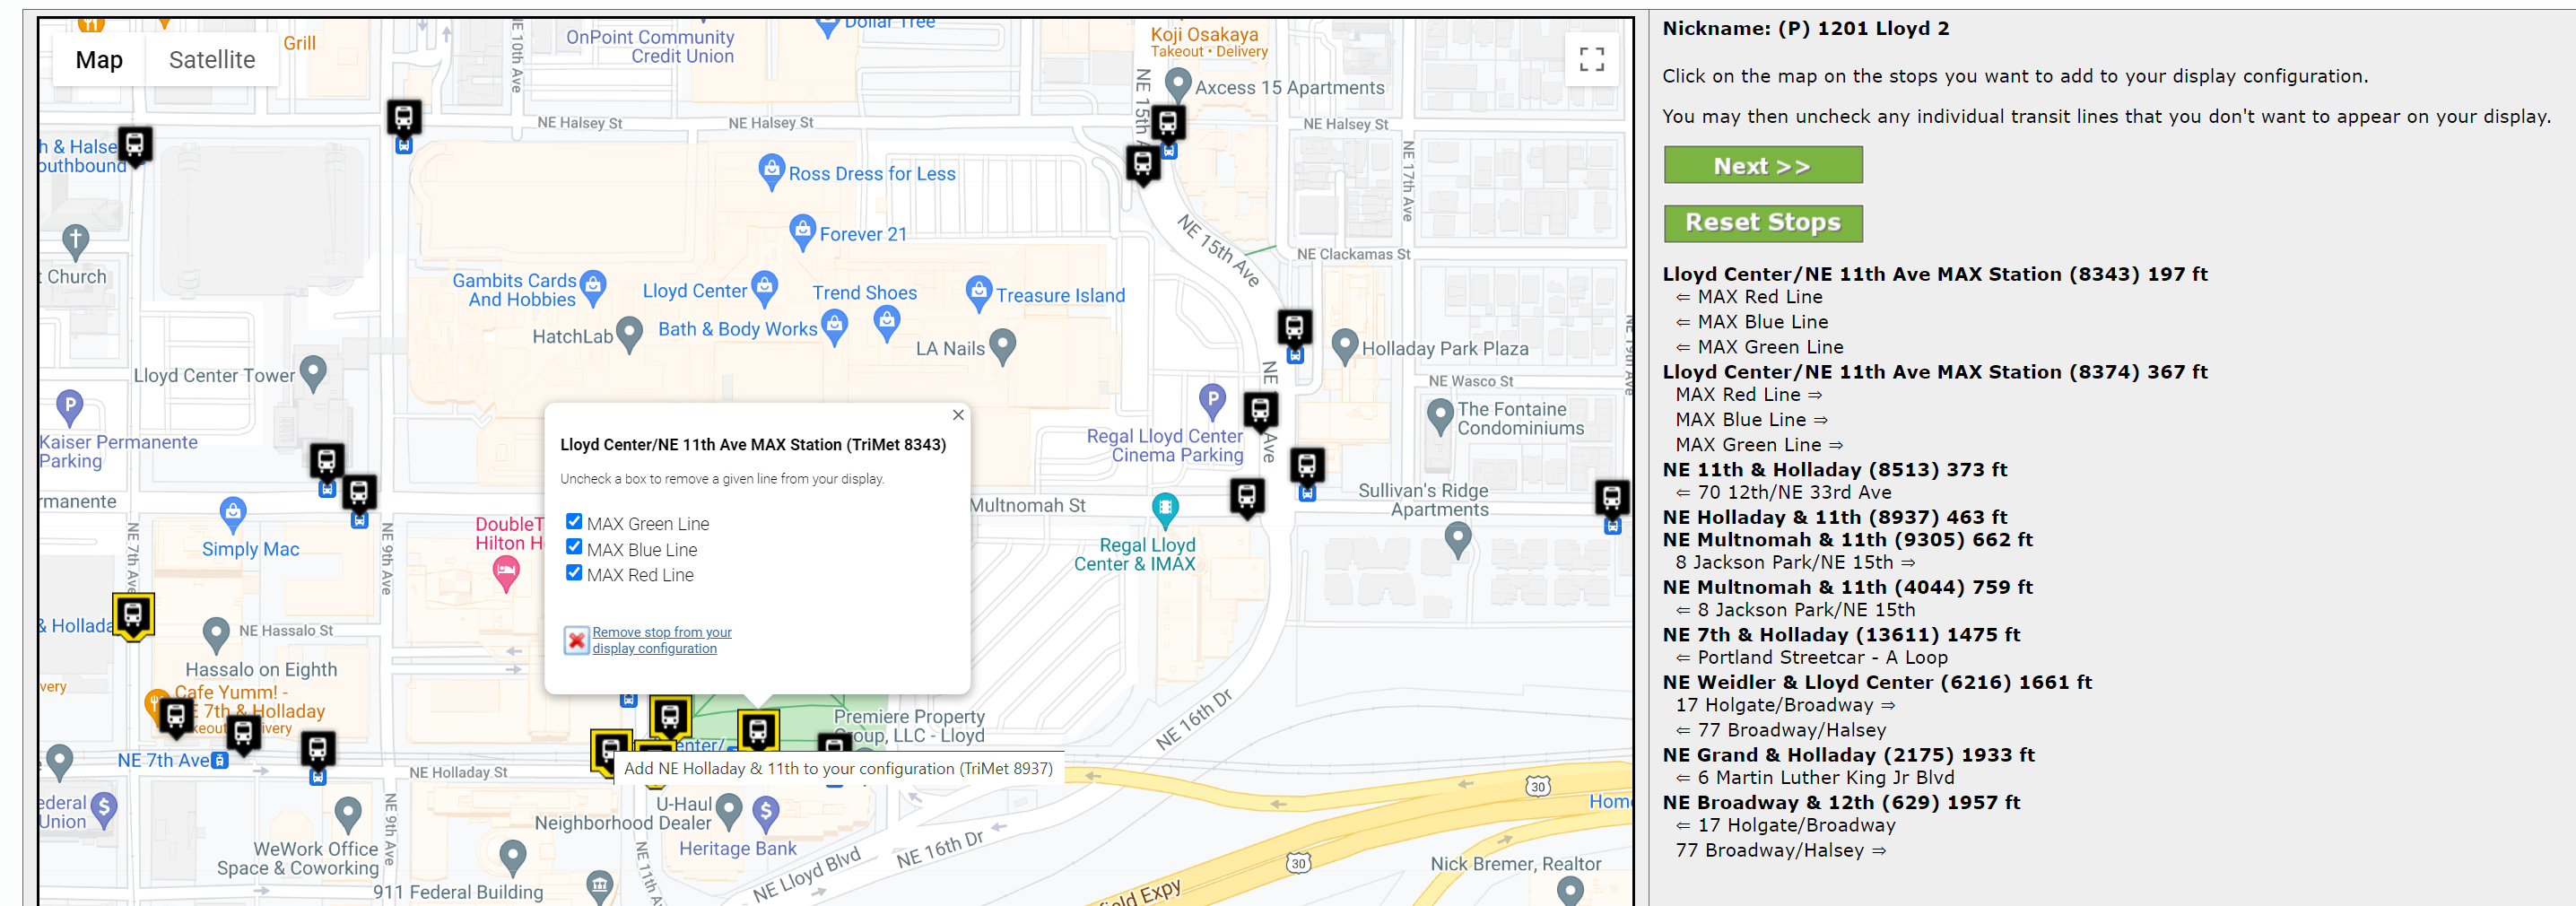 Map
Satellite
Grill
NE 10th Ave
OnPoint Community
Credit Union
Dollar Tree
Koji Osakaya
Takeout • Delivery
Axcess 15 Apartments
NE 15th A
NE Halsey St
NE Halsey St
NE Halsey St
h & Halse
outhbound
Ross Dress for Less
NE 17th Ave
Forever 21
NE 15th Ave
NE Clackamas St
Church
Gambits Cards
And Hobbies
Lloyd Center
Trend Shoes
Treasure Island
Bath & Body Works
HatchLab
LA Nails
Holladay Park Plaza
NE 19th Ave
Lloyd Center Tower
NE Wasco St
NE
Ave
The Fontaine
Condominiums
Kaiser Permanente
Parking
Regal Lloyd Center
Cinema Parking
rmanente
Lloyd Center/NE 11th Ave MAX Station (TriMet 8343)
Uncheck a box to remove a given line from your display.
MAX Green Line
MAX Blue Line
MAX Red Line
Remove stop from your
display configuration
Multnomah St
Sullivan's Ridge
Apartments
NE 7th Ave
NE 9th Ave
DoubleT
Hilton H
Simply Mac
Regal Lloyd
Center & IMAX
& Hollada
NE Hassalo St
Hassalo on Eighth
very
Cafe Yumm! -
7th & Holladay
NE 7th Ave
Premiere Property
Group, LLC - Lloyd
enter/
NE 16th Dr
NE Holladay St
Add NE Holladay & 11th to your configuration (TriMet 8937)
30
Hom
ederal
Union
U-Haul
Neighborhood Dealer
Heritage Bank
NE 9th Ave
WeWork Office
Space & Coworking
911 Federal Building
NE 11th A
NE Lloyd Blvd
NE 16th Dr
30
field Expy
Nick Bremer, Realtor
Nickname: (P) 1201 Lloyd 2
Click on the map on the stops you want to add to your display configuration.
You may then uncheck any individual transit lines that you don't want to appear on your display.
Next >>
Reset Stops
Lloyd Center/NE 11th Ave MAX Station (8343) 197 ft
⇐ MAX Red Line
⇐ MAX Blue Line
⇐ MAX Green Line
Lloyd Center/NE 11th Ave MAX Station (8374) 367 ft
MAX Red Line ⇒
MAX Blue Line ⇒
MAX Green Line ⇒
NE 11th & Holladay (8513) 373 ft
⇐ 70 12th/NE 33rd Ave
NE Holladay & 11th (8937) 463 ft
NE Multnomah & 11th (9305) 662 ft
8 Jackson Park/NE 15th ⇒
NE Multnomah & 11th (4044) 759 ft
⇐ 8 Jackson Park/NE 15th
NE 7th & Holladay (13611) 1475 ft
⇐ Portland Streetcar - A Loop
NE Weidler & Lloyd Center (6216) 1661 ft
17 Holgate/Broadway ⇒
⇐ 77 Broadway/Halsey
NE Grand & Holladay (2175) 1933 ft
⇐ 6 Martin Luther King Jr Blvd
NE Broadway & 12th (629) 1957 ft
⇐ 17 Holgate/Broadway
77 Broadway/Halsey ⇒